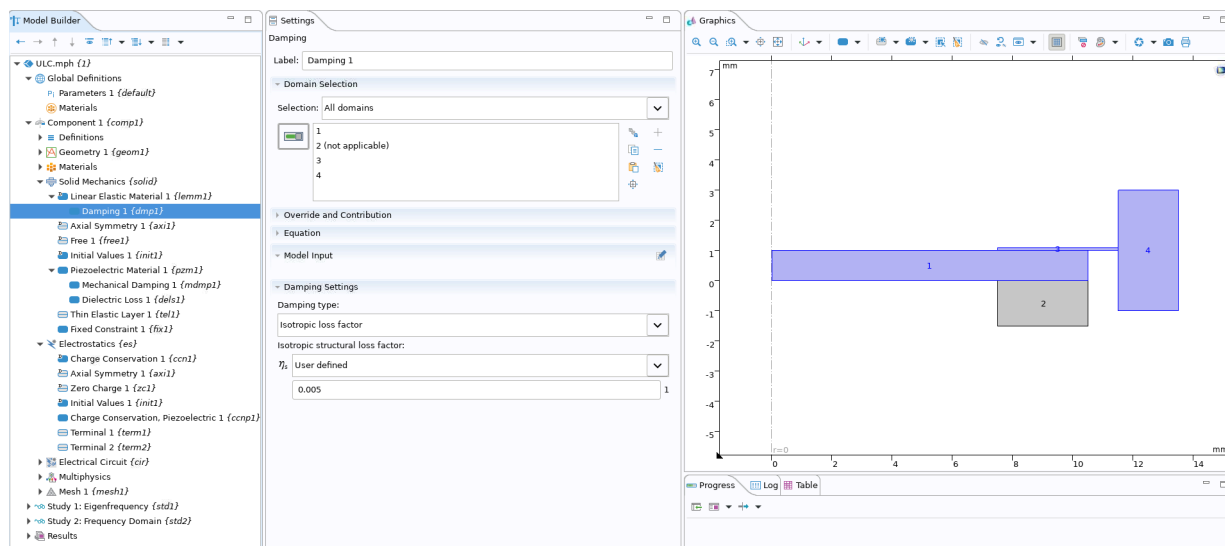 Model Builder
ULC.mph {1}
Global Definitions
Pi Parameters 1 {default}
Materials
Component 1 {comp1}
Definitions
Geometry 1 {geom1}
Materials
Solid Mechanics {solid}
Linear Elastic Material 1 {lemm1}
Damping 1 {dmp1}
Axial Symmetry 1 {axi1}
Free 1 {free1}
Initial Values 1 {init1}
Piezoelectric Material 1 {pzm1}
Mechanical Damping 1 {mdmp1}
Dielectric Loss 1 {dels1}
Thin Elastic Layer 1 {tel1}
Fixed Constraint 1 {fix1}
Electrostatics {es}
Charge Conservation 1 {ccn1}
Axial Symmetry 1 {axi1}
Zero Charge 1 {zc1}
Initial Values 1 {init1}
Charge Conservation, Piezoelectric 1 {ccnp1}
Terminal 1 {term1}
Terminal 2 {term2}
Electrical Circuit {cir}
Multiphysics
Mesh 1 {mesh1}
Study 1: Eigenfrequency {std1}
Study 2: Frequency Domain {std2}
Results
Settings
Damping
Label: Damping 1
Domain Selection
Selection: All domains
1
2 (not applicable)
3
4
Override and Contribution
Equation
Model Input
Damping Settings
Damping type:
Isotropic loss factor
Isotropic structural loss factor:
ηs User defined
0.005 1
Graphics
mm
7
6
5
4
3
2
1
0
-1
-2
-3
-4
-5
1
2
3
4
r=0
mm
0 2 4 6 8 10 12 14
Progress Log Table